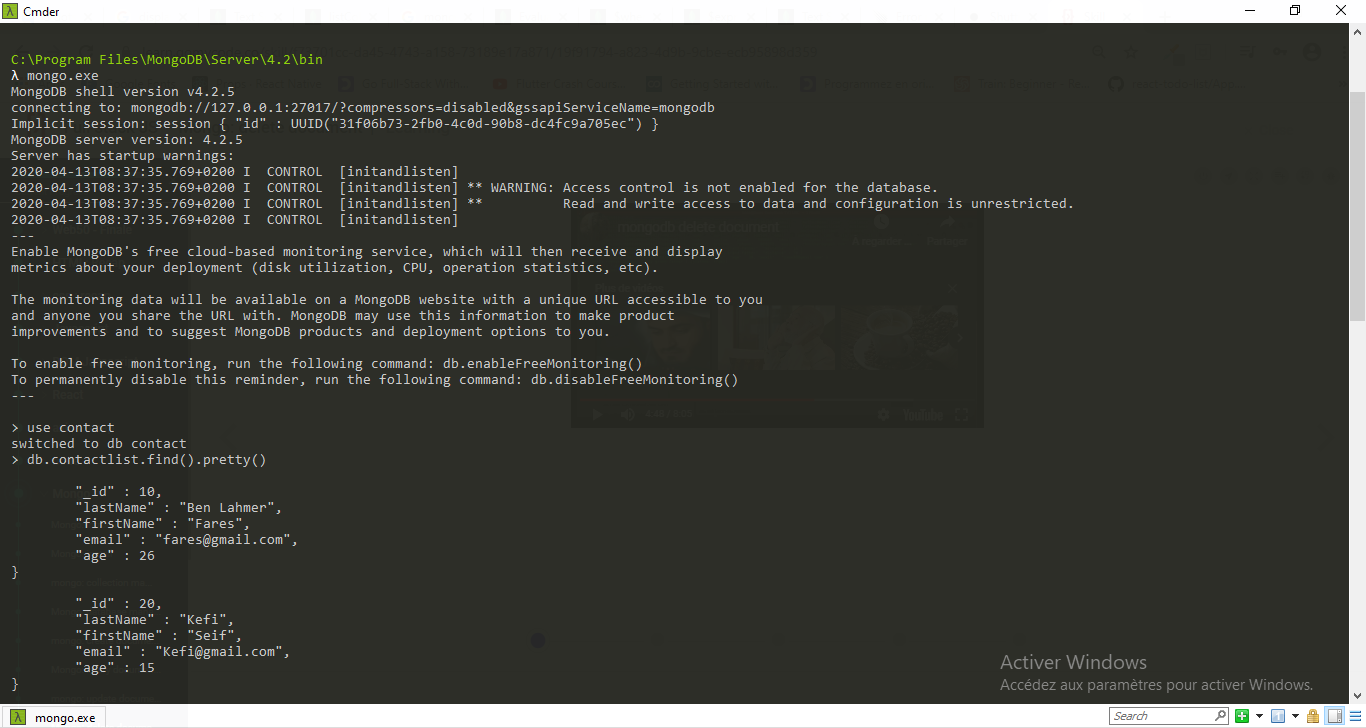 Cmder
C:\Program Files\MongoDB\Server\4.2\bin
λ mongo.exe
MongoDB shell version v4.2.5
connecting to: mongodb://127.0.0.1:27017/?compressors=disabled&gssapiServiceName=mongodb
Implicit session: session { "id" : UUID("31f06b73-2fb0-4c0d-90b8-dc4fc9a705ec") }
MongoDB server version: 4.2.5
Server has startup warnings:
2020-04-13T08:37:35.769+0200 I  CONTROL  [initandlisten]
2020-04-13T08:37:35.769+0200 I  CONTROL  [initandlisten] ** WARNING: Access control is not enabled for the database.
2020-04-13T08:37:35.769+0200 I  CONTROL  [initandlisten] **          Read and write access to data and configuration is unrestricted.
2020-04-13T08:37:35.769+0200 I  CONTROL  [initandlisten]
---
Enable MongoDB's free cloud-based monitoring service, which will then receive and display
metrics about your deployment (disk utilization, CPU, operation statistics, etc).
The monitoring data will be available on a MongoDB website with a unique URL accessible to you
and anyone you share the URL with. MongoDB may use this information to make product
improvements and to suggest MongoDB products and deployment options to you.
To enable free monitoring, run the following command: db.enableFreeMonitoring()
To permanently disable this reminder, run the following command: db.disableFreeMonitoring()
---
> use contact
switched to db contact
> db.contactlist.find().pretty()
"_id" : 10,
"lastName" : "Ben Lahmer",
"firstName" : "Fares",
"email" : "fares@gmail.com",
"age" : 26
}
"_id" : 20,
"lastName" : "Kefi",
"firstName" : "Seif",
"email" : "Kefi@gmail.com",
"age" : 15
}
mongodb delete document
YouTube
Activer Windows
Accédez aux paramètres pour activer Windows.
mongo.exe
Search